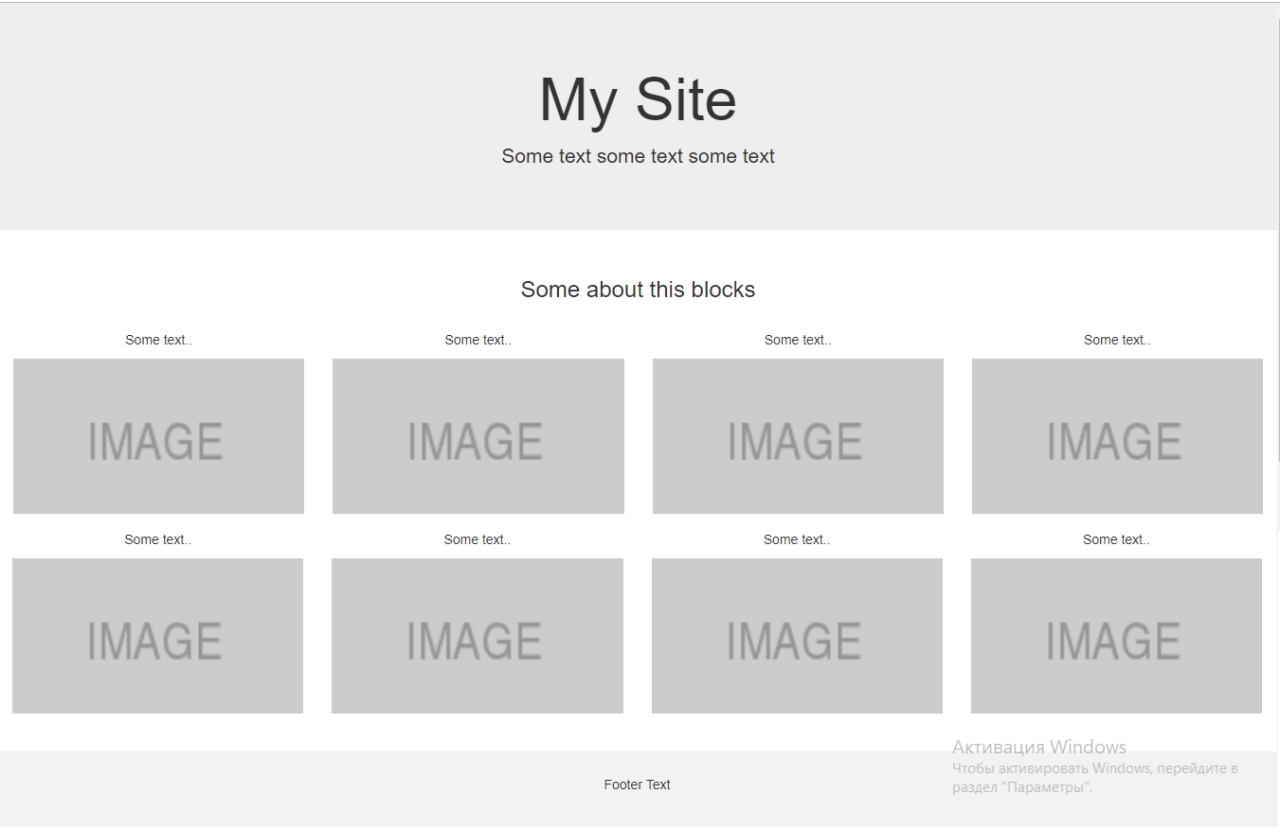 My Site
Some text some text some text
Some about this blocks
Some text..
Some text..
Some text..
Some text..
IMAGE
IMAGE
IMAGE
IMAGE
Some text..
Some text..
Some text..
Some text..
IMAGE
IMAGE
IMAGE
IMAGE
Активация Windows
Чтобы активировать Windows, перейдите в
раздел "Параметры".
Footer Text